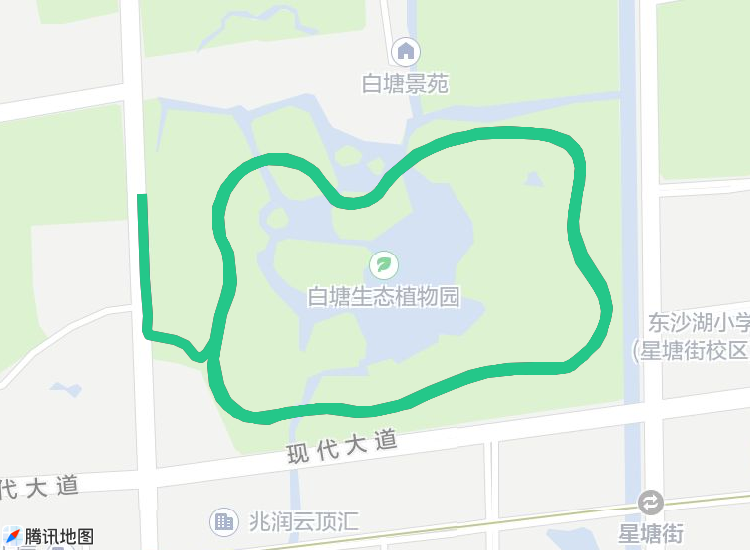 白塘景苑
白塘生态植物园
东沙湖小学
(星塘街校区
现代大道
代大道
兆润云顶汇
星塘街
腾讯地图